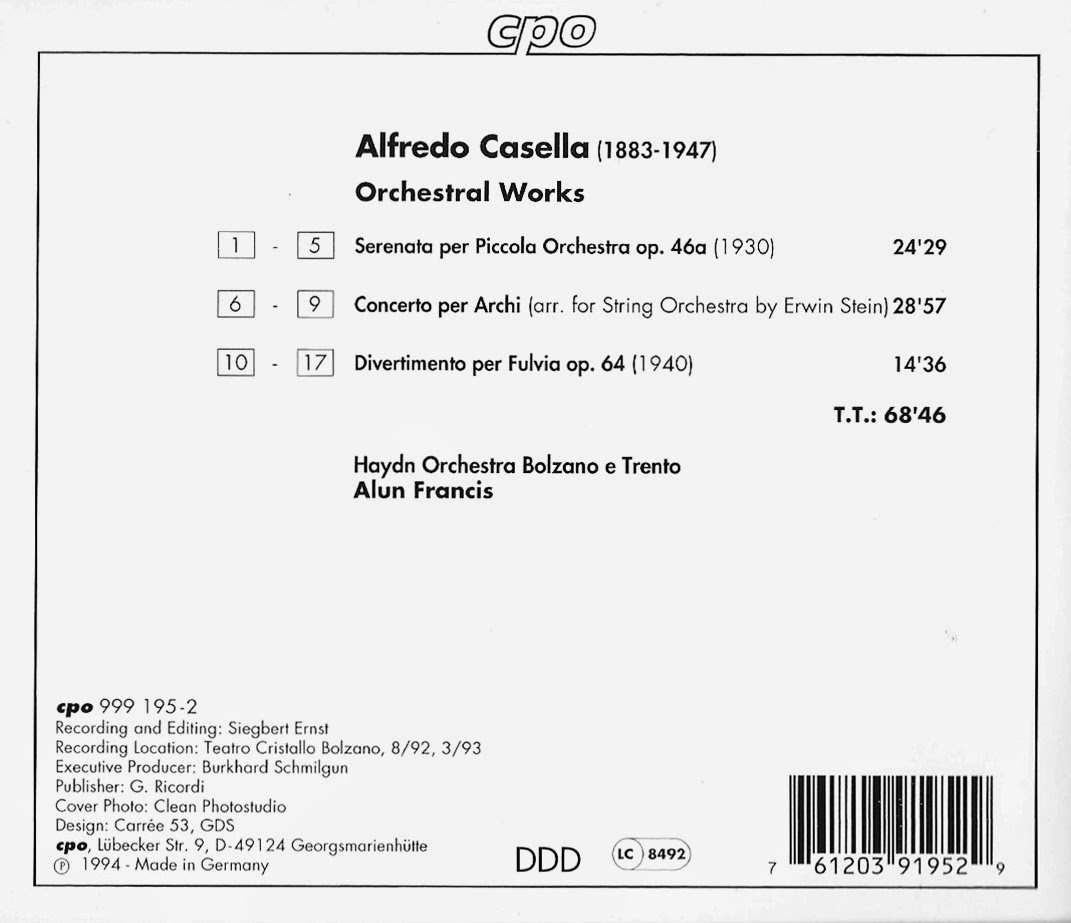 cpo
Alfredo Casella (1883-1947)
Orchestral Works
1 - 5 Serenata per Piccola Orchestra op. 46a (1930) 24'29
6 - 9 Concerto per Archi (arr. for String Orchestra by Erwin Stein) 28'57
10 - 17 Divertimento per Fulvia op. 64 (1940) 14'36
T.T.: 68'46
Haydn Orchestra Bolzano e Trento
Alun Francis
cpo 999 195-2
Recording and Editing: Siegbert Ernst
Recording Location: Teatro Cristallo Bolzano, 8/92, 3/93
Executive Producer: Burkhard Schmilgun
Publisher: G. Ricordi
Cover Photo: Clean Photostudio
Design: Carrée 53, GDS
cpo, Lübecker Str. 9, D-49124 Georgsmarienhütte
℗ 1994 - Made in Germany
DDD
LC 8492
7 61203 91952 9